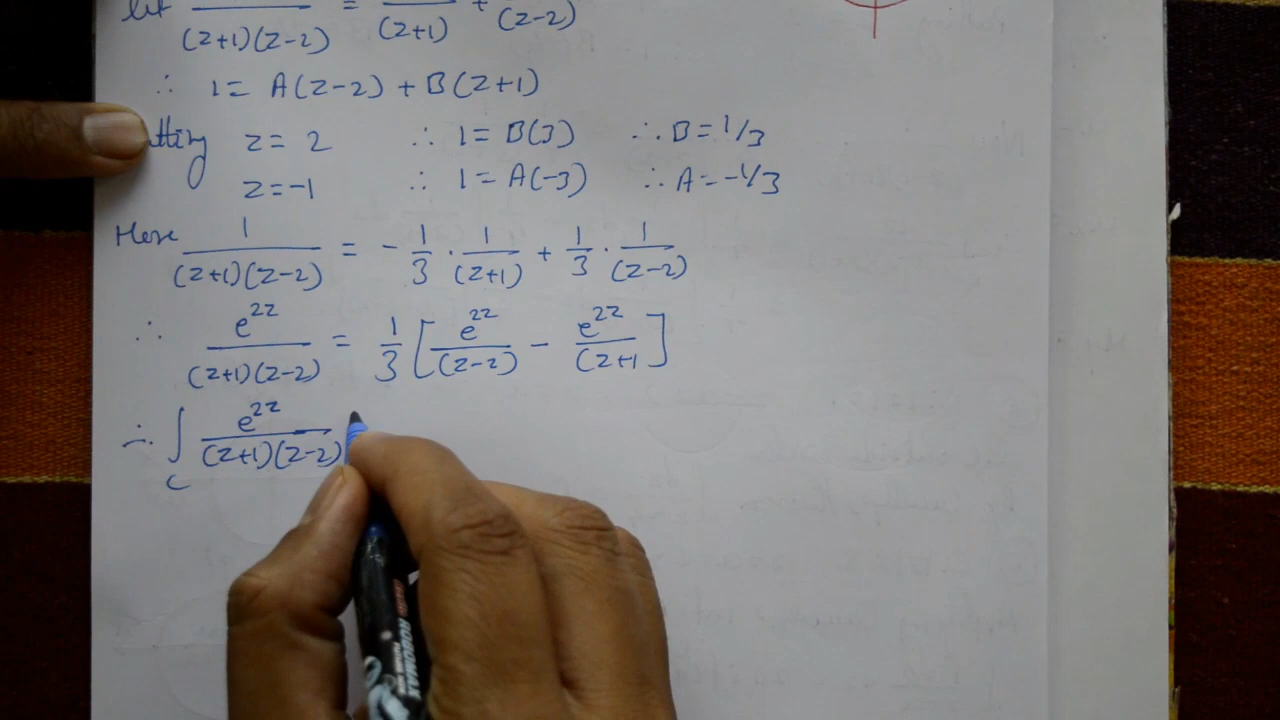 let /(z+1)(z-2) = /(z+1) + /(z-2)
∴ 1 = A(z-2) + B(z+1)
utting z = 2 ∴ 1 = B(3) ∴ B = 1/3
z = -1 ∴ 1 = A(-3) ∴ A = -1/3
Here 1/(z+1)(z-2) = - 1/3 · 1/(z+1) + 1/3 · 1/(z-2)
∴ e^2z/(z+1)(z-2) = 1/3 [ e^2z/(z-2) - e^2z/(z+1 ]
∴ ∫_C e^2z/(z+1)(z-2)